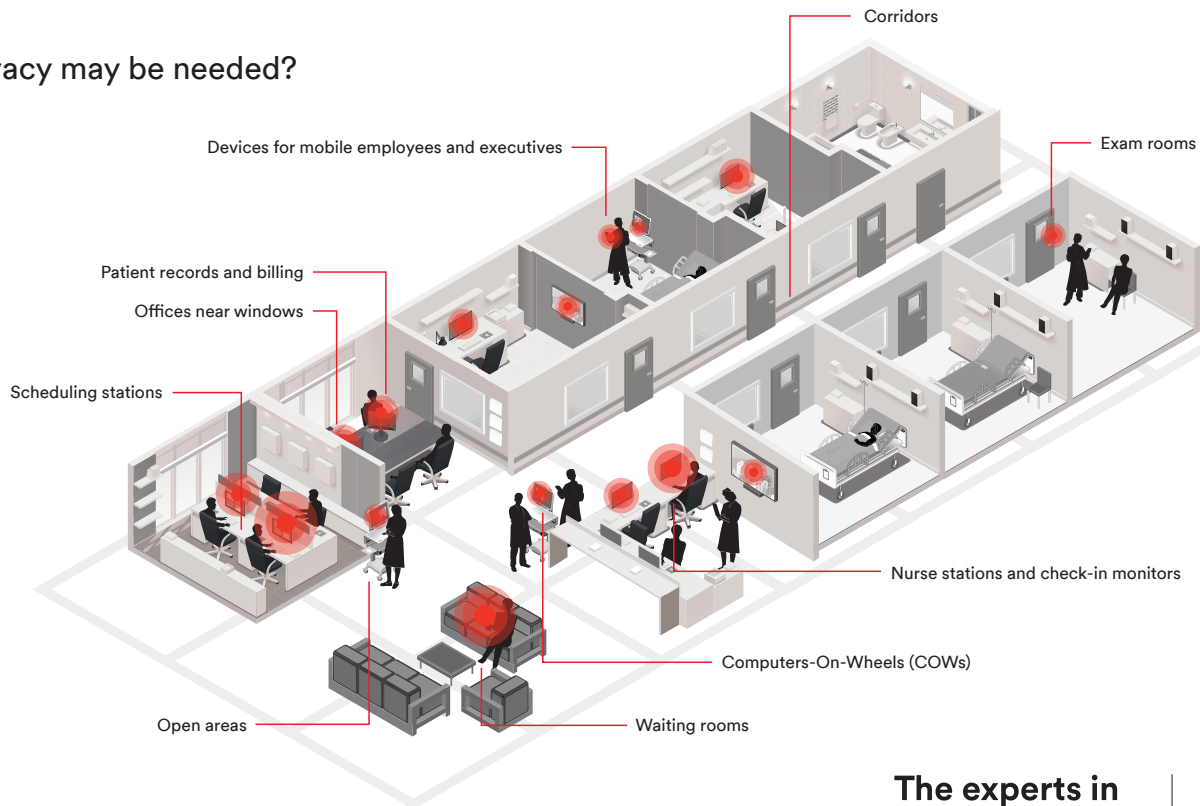 Corridors
vacy may be needed?
Devices for mobile employees and executives
Exam rooms
Patient records and billing
Offices near windows
Scheduling stations
Nurse stations and check-in monitors
Computers-On-Wheels (COWs)
Open areas
Waiting rooms
The experts in